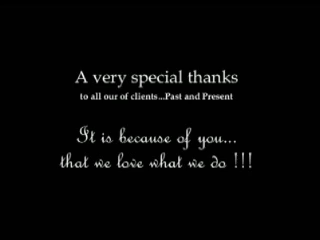 A very special thanks
to all our of clients...Past and Present
It is because of you...
that we love what we do !!!